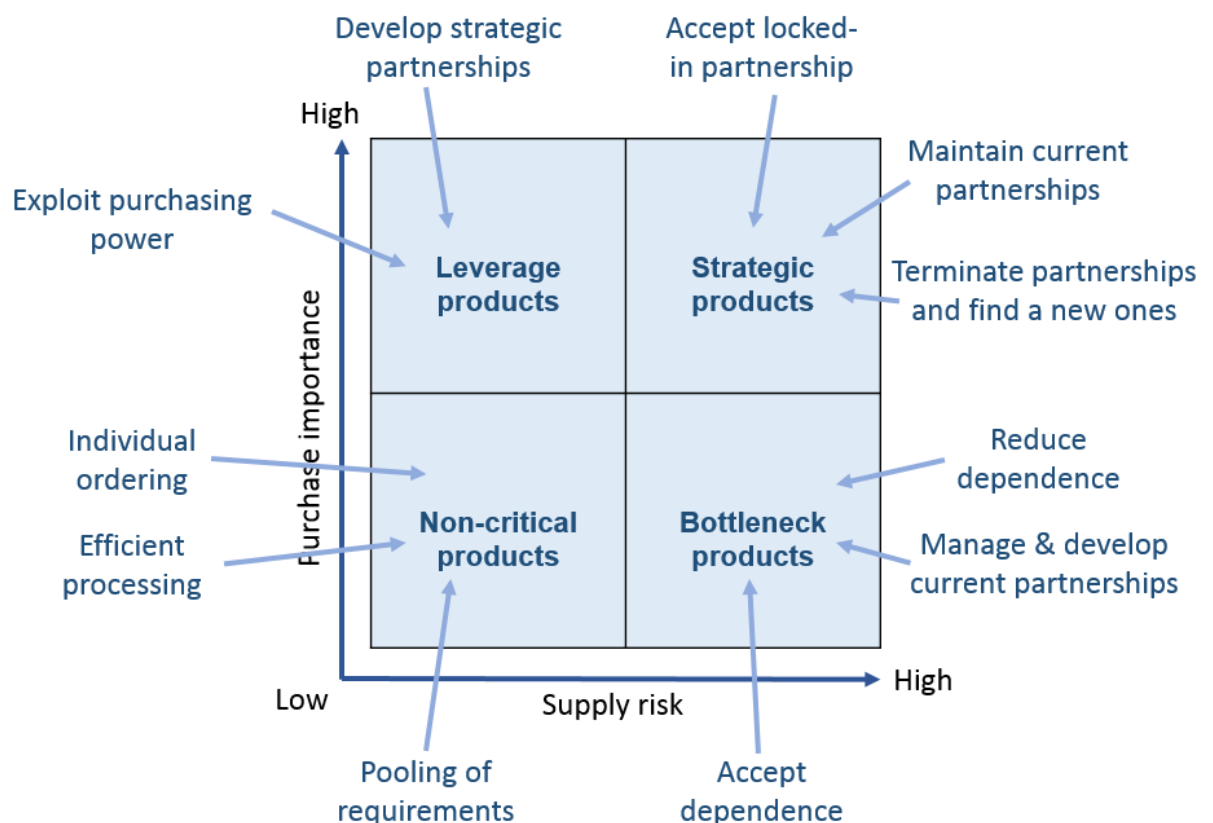 Develop strategic
partnerships
Accept locked-
in partnership
High
Maintain current
partnerships
Exploit purchasing
power
Leverage
products
Strategic
products
Terminate partnerships
and find a new ones
Purchase importance
Individual
ordering
Reduce
dependence
Efficient
processing
Non-critical
products
Bottleneck
products
Manage & develop
current partnerships
Low
Supply risk
High
Pooling of
requirements
Accept
dependence